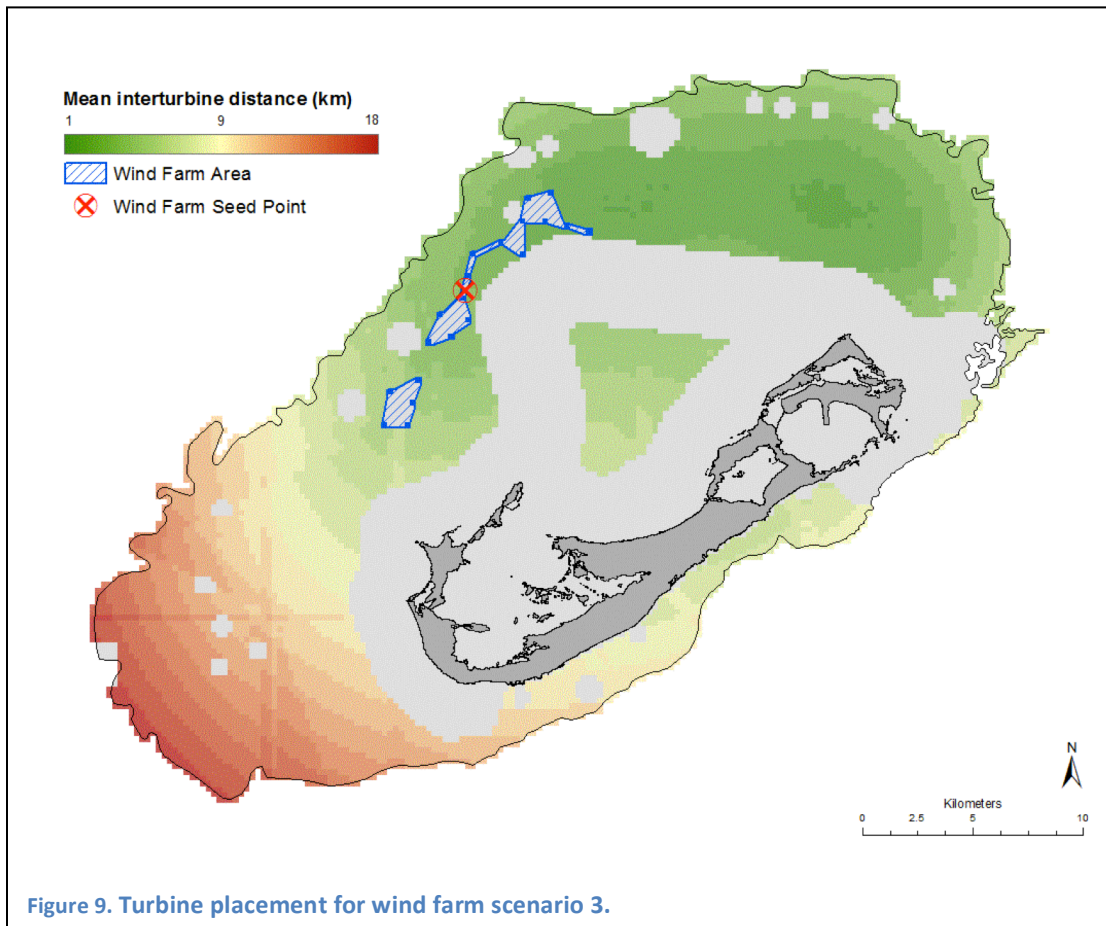 Mean interturbine distance (km)
1 9 18
Wind Farm Area
Wind Farm Seed Point
N
Kilometers
0 2.5 5 10
Figure 9. Turbine placement for wind farm scenario 3.